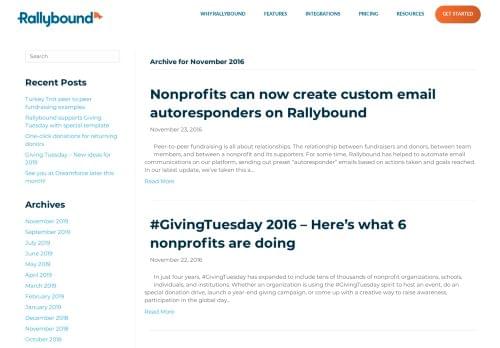 Rallybound
WHY RALLYBOUND
FEATURES
INTEGRATIONS
PRICING
RESOURCES
GET STARTED
Search
Recent Posts
Turkey Trot peer to peer
fundraising examples
Rallybound supports Giving
Tuesday with special template
One-click donations for returning
donors
Giving Tuesday – New ideas for
2019
See you at Dreamforce later this
month!
Archives
November 2019
September 2019
July 2019
June 2019
May 2019
April 2019
March 2019
February 2019
January 2019
December 2018
November 2018
October 2018
Archive for November 2016
Nonprofits can now create custom email
autoresponders on Rallybound
November 23, 2016
Peer-to-peer fundraising is all about relationships. The relationship between fundraisers and donors, between team
members, and between a nonprofit and its supporters. For some time, Rallybound has helped to automate email
communications on our platform, sending out preset “autoresponder” emails based on actions taken and goals reached.
In our latest update, we’ve taken this a...
Read More
#GivingTuesday 2016 – Here’s what 6
nonprofits are doing
November 22, 2016
In just four years, #GivingTuesday has expanded to include tens of thousands of nonprofit organizations, schools,
individuals, and institutions. Whether an organization is using the #GivingTuesday spirit to host an event, do an
special donation drive, launch a year-end giving campaign, or come up with a creative way to raise awareness,
participation in the global day...
Read More